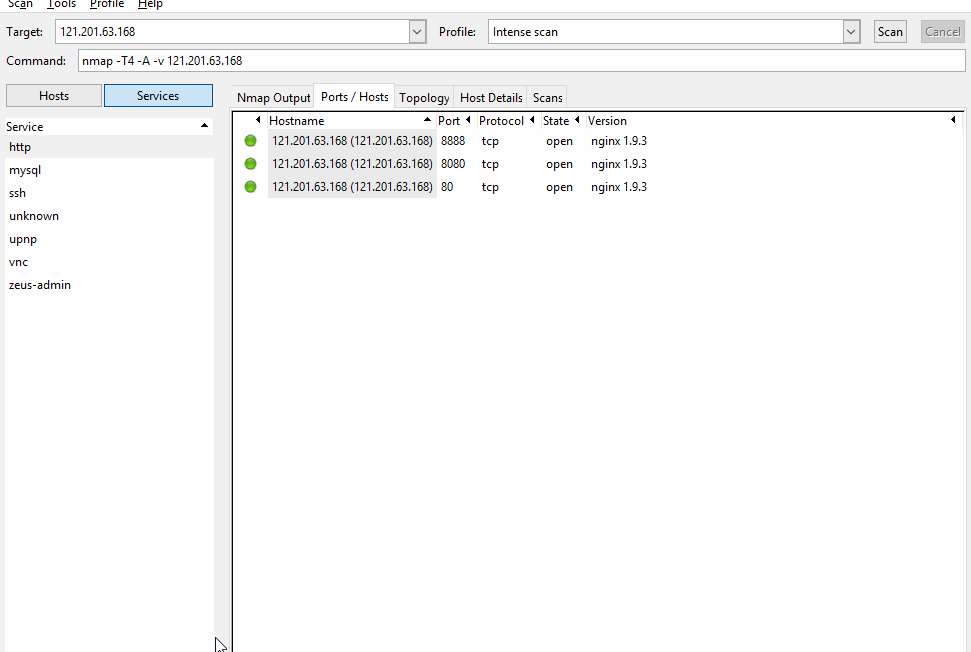 Scan Tools Profile Help
Target: 121.201.63.168 Profile: Intense scan Scan Cancel
Command: nmap -T4 -A -v 121.201.63.168
Hosts Services
Nmap Output Ports / Hosts Topology Host Details Scans
Service
http
mysql
ssh
unknown
upnp
vnc
zeus-admin
Hostname Port Protocol State Version
121.201.63.168 (121.201.63.168) 8888 tcp open nginx 1.9.3
121.201.63.168 (121.201.63.168) 8080 tcp open nginx 1.9.3
121.201.63.168 (121.201.63.168) 80 tcp open nginx 1.9.3